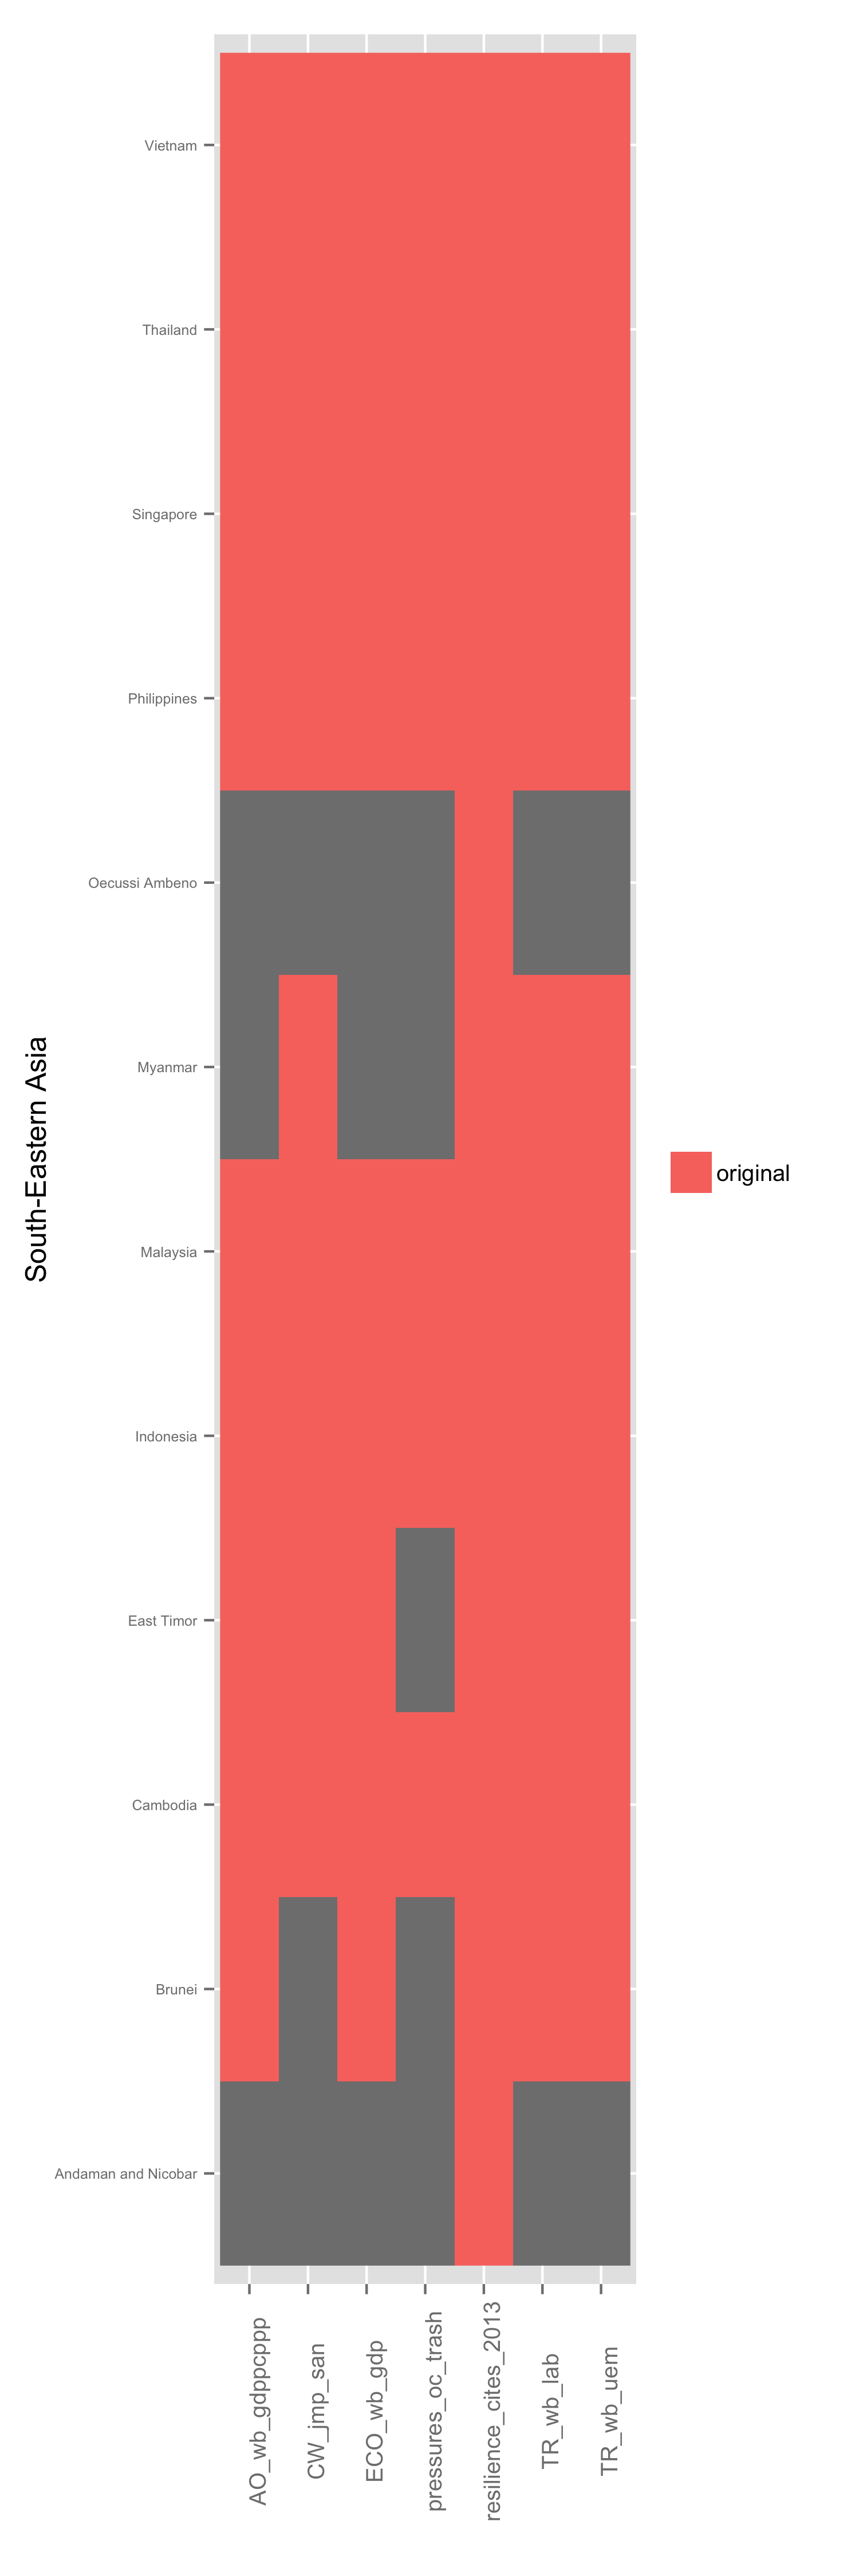 South-Eastern Asia
Vietnam
Thailand
Singapore
Philippines
Oecussi Ambeno
Myanmar
Malaysia
Indonesia
East Timor
Cambodia
Brunei
Andaman and Nicobar
AO_wb_gdppcppp
CW_jmp_san
ECO_wb_gdp
pressures_oc_trash
resilience_cites_2013
TR_wb_lab
TR_wb_uem
original